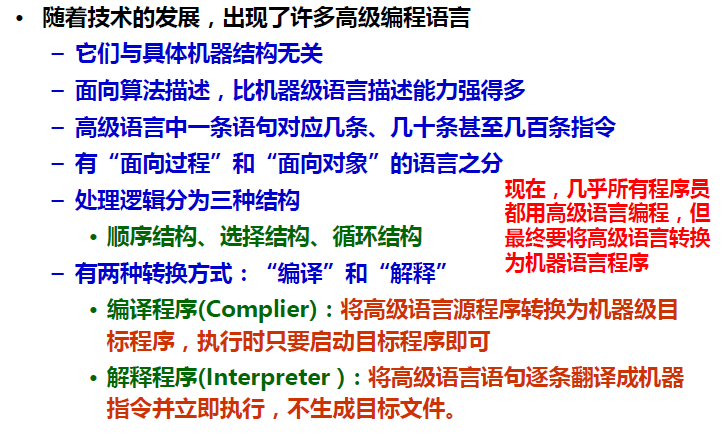 • 随着技术的发展，出现了许多高级编程语言
– 它们与具体机器结构无关
– 面向算法描述，比机器级语言描述能力强得多
– 高级语言中一条语句对应几条、几十条甚至几百条指令
– 有“面向过程”和“面向对象”的语言之分
– 处理逻辑分为三种结构
• 顺序结构、选择结构、循环结构
现在，几乎所有程序员
都用高级语言编程，但
最终要将高级语言转换
为机器语言程序
– 有两种转换方式：“编译”和“解释”
• 编译程序(Complier)：将高级语言源程序转换为机器级目
标程序，执行时只要启动目标程序即可
• 解释程序(Interpreter )：将高级语言语句逐条翻译成机器
指令并立即执行，不生成目标文件。